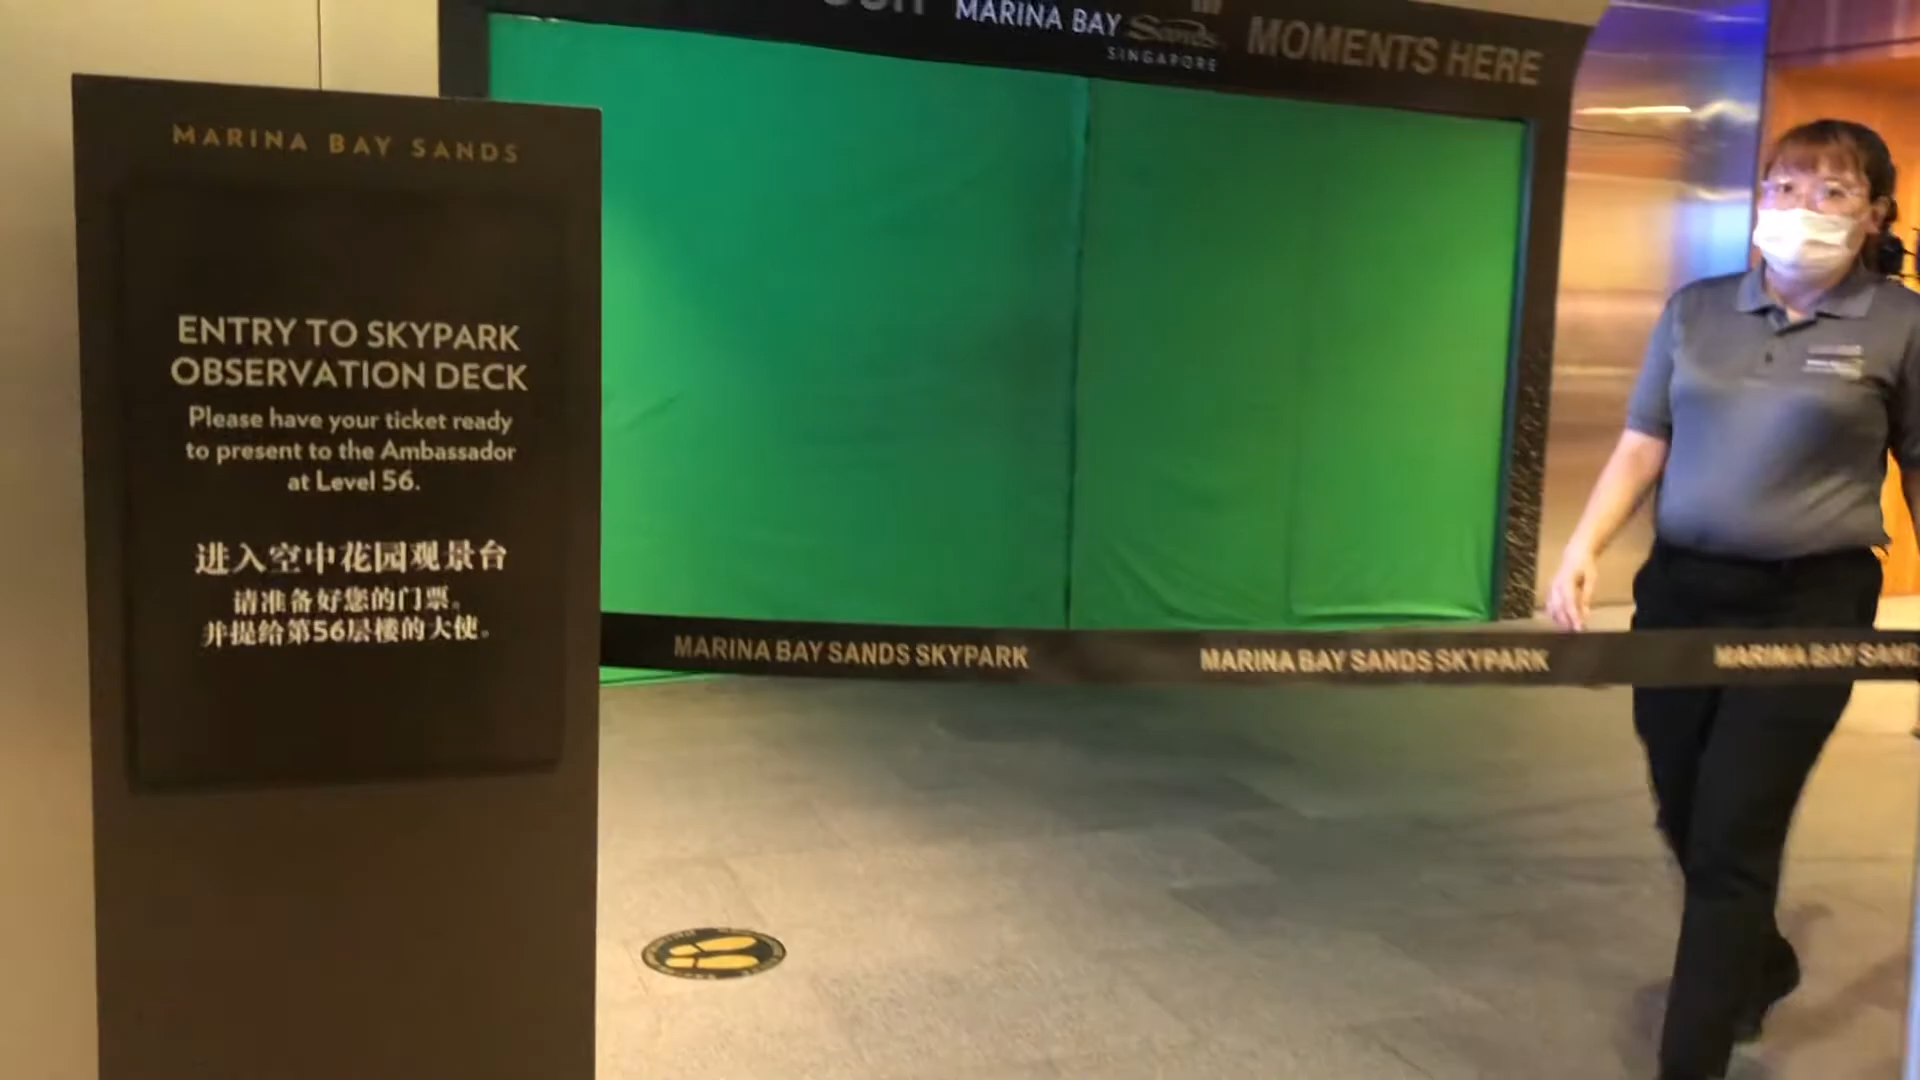 MARINA BAY Sands
SINGAPORE
MOMENTS HERE
MARINA BAY SANDS
ENTRY TO SKYPARK
OBSERVATION DECK
Please have your ticket ready
to present to the Ambassador
at Level 56.
进入空中花园观景台
请准备好您的门票。
并提给第56层楼的大使。
MARINA BAY SANDS SKYPARK
MARINA BAY SANDS SKYPARK
MARINA BAY SAND